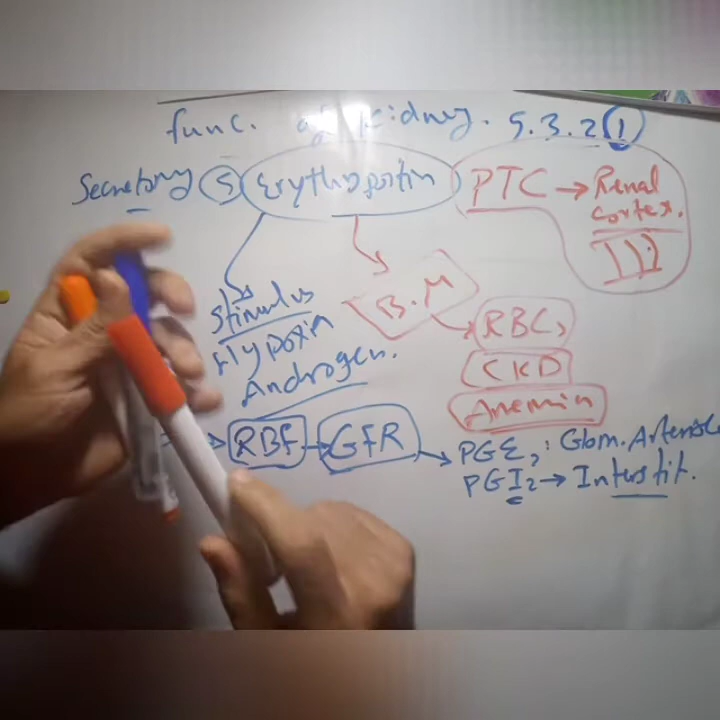 func. of kidney. 5.3.2(1)
Secretory (5) Erythropoitin PTC → Renal
cortex.
Stimulus
Hypoxia
Androgen.
B.M
RBCs
CKD
Anemia
RBF → GFR → PGE2 : Glom. Arteriole
PGI2 → Interstit.